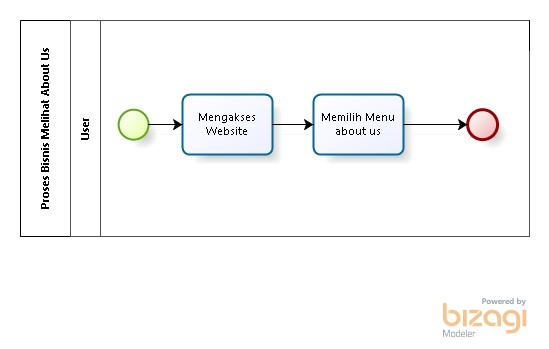 Proses Bisnis Melihat About Us
User
Mengakses
Website
Memilih Menu
about us
Powered by
bizagi
Modeler